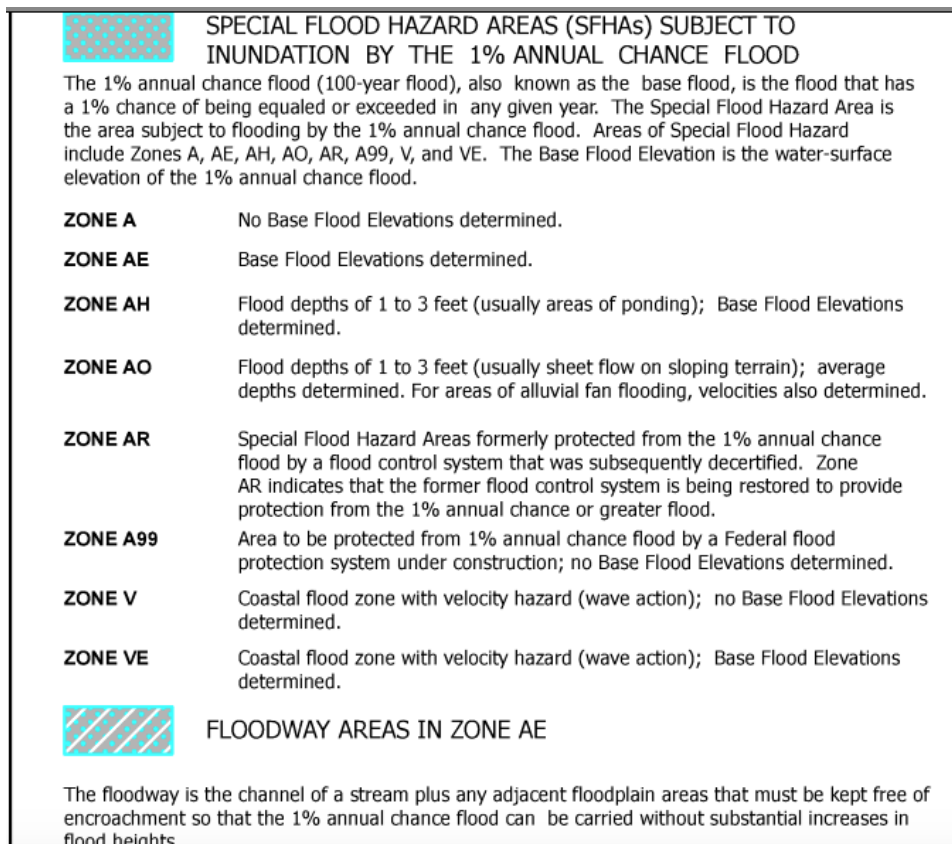 SPECIAL FLOOD HAZARD AREAS (SFHAs) SUBJECT TO
INUNDATION BY THE 1% ANNUAL CHANCE FLOOD
The 1% annual chance flood (100-year flood), also known as the base flood, is the flood that has
a 1% chance of being equaled or exceeded in any given year. The Special Flood Hazard Area is
the area subject to flooding by the 1% annual chance flood. Areas of Special Flood Hazard
include Zones A, AE, AH, AO, AR, A99, V, and VE. The Base Flood Elevation is the water-surface
elevation of the 1% annual chance flood.
ZONE A No Base Flood Elevations determined.
ZONE AE Base Flood Elevations determined.
ZONE AH Flood depths of 1 to 3 feet (usually areas of ponding); Base Flood Elevations
determined.
ZONE AO Flood depths of 1 to 3 feet (usually sheet flow on sloping terrain); average
depths determined. For areas of alluvial fan flooding, velocities also determined.
ZONE AR Special Flood Hazard Areas formerly protected from the 1% annual chance
flood by a flood control system that was subsequently decertified. Zone
AR indicates that the former flood control system is being restored to provide
protection from the 1% annual chance or greater flood.
ZONE A99 Area to be protected from 1% annual chance flood by a Federal flood
protection system under construction; no Base Flood Elevations determined.
ZONE V Coastal flood zone with velocity hazard (wave action); no Base Flood Elevations
determined.
ZONE VE Coastal flood zone with velocity hazard (wave action); Base Flood Elevations
determined.
FLOODWAY AREAS IN ZONE AE
The floodway is the channel of a stream plus any adjacent floodplain areas that must be kept free of
encroachment so that the 1% annual chance flood can be carried without substantial increases in
flood heights.